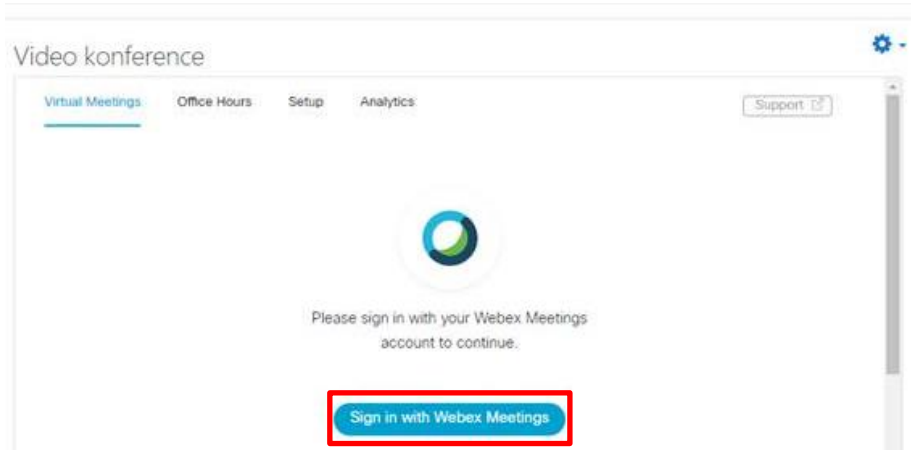 Video konference
Virtual Meetings Office Hours Setup Analytics Support
Please sign in with your Webex Meetings
account to continue.
Sign in with Webex Meetings